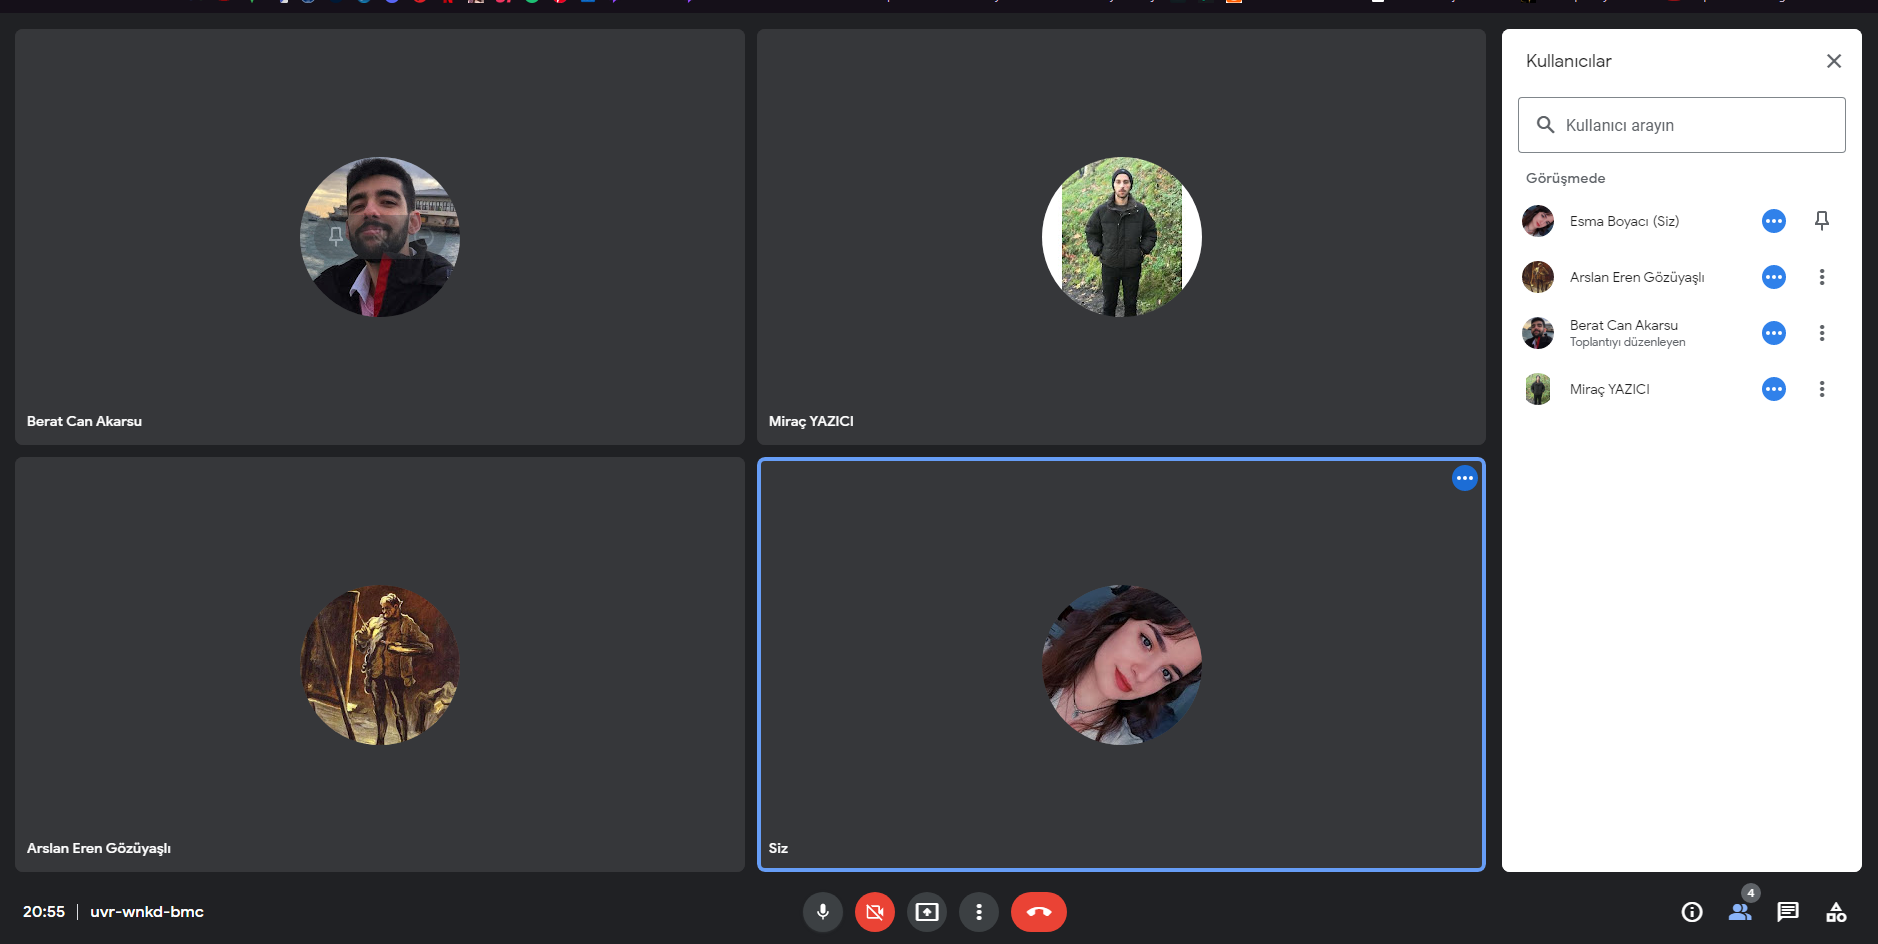 Berat Can Akarsu
Miraç YAZICI
Arslan Eren Gözüyaşlı
Siz
Kullanıcılar
Kullanıcı arayın
Görüşmede
Esma Boyacı (Siz)
Arslan Eren Gözüyaşlı
Berat Can Akarsu
Toplantıyı düzenleyen
Miraç YAZICI
20:55 | uvr-wnkd-bmc
4